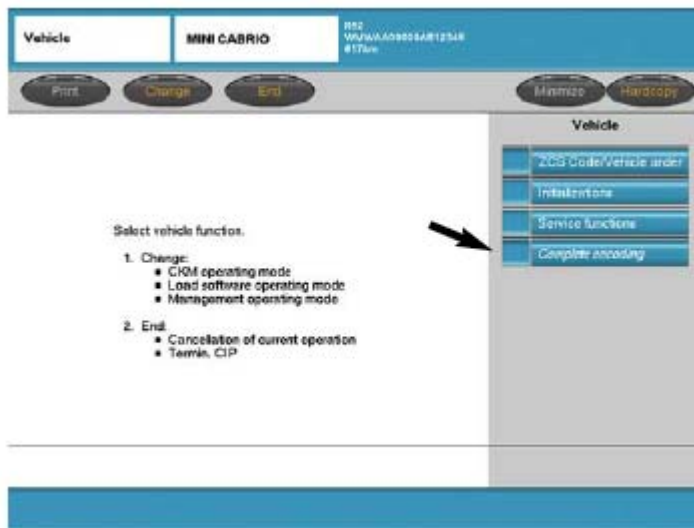 Vehicle
MINI CABRIO
R52
Print
Change
End
Minimize
Hardcopy
Vehicle
ZCS Code/Vehicle order
Initializations
Service functions
Complete encoding
Select vehicle function.
1. Change:
▪ CKM operating mode
▪ Load software operating mode
▪ Management operating mode
2. End:
▪ Cancellation of current operation
▪ Termin. CIP